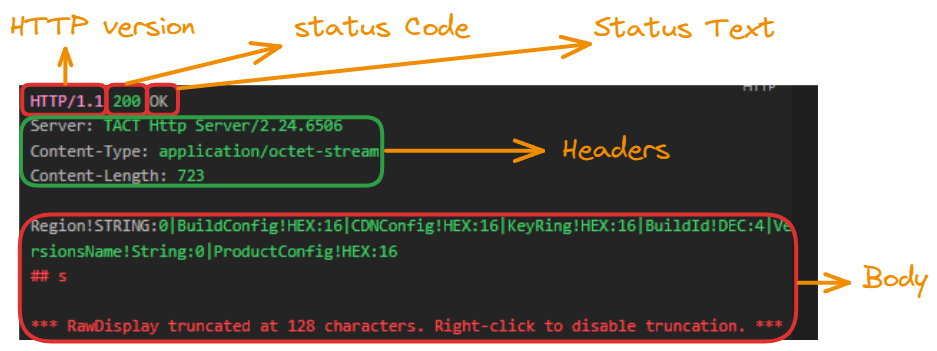 HTTP version
status Code
Status Text
HTTP
HTTP/1.1 200 OK
Server: TACT Http Server/2.24.6506
Content-Type: application/octet-stream
Content-Length: 723
Headers
Region!STRING:0|BuildConfig!HEX:16|CDNConfig!HEX:16|KeyRing!HEX:16|BuildId!DEC:4|Ve
rsionsName!String:0|ProductConfig!HEX:16
## s
Body
*** RawDisplay truncated at 128 characters. Right-click to disable truncation. ***